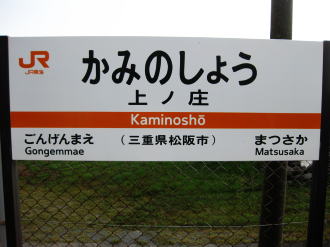 JR
JR東海
かみのしょう
上ノ庄
Kaminoshō
ごんげんまえ
Gongemmae
（三重県松阪市）
まつさか
Matsusaka